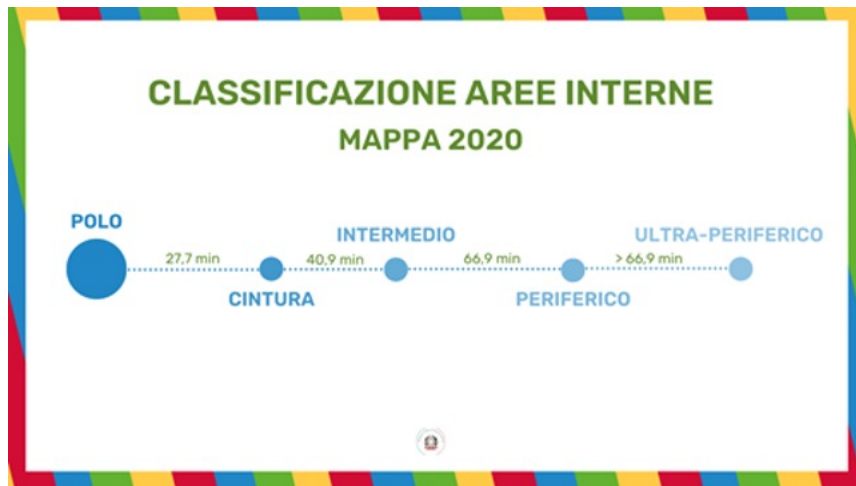 CLASSIFICAZIONE AREE INTERNE
MAPPA 2020
POLO
27,7 min
CINTURA
40,9 min
INTERMEDIO
66,9 min
PERIFERICO
> 66,9 min
ULTRA-PERIFERICO